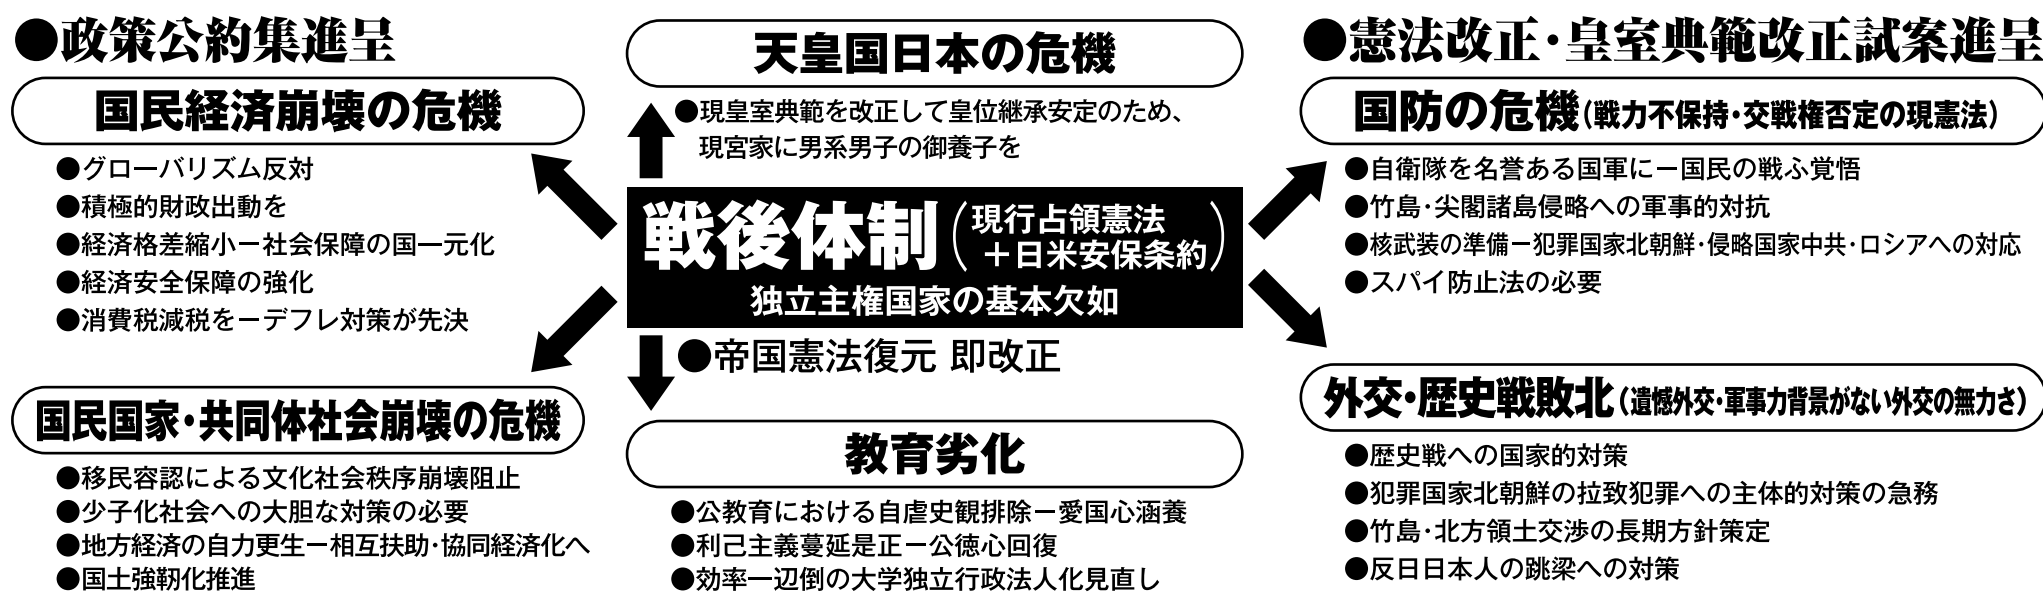 ●政策公約集進呈
国民経済崩壊の危機
●グローバリズム反対
●積極的財政出動を
●経済格差縮小ー社会保障の国一元化
●経済安全保障の強化
●消費税減税をーデフレ対策が先決
国民国家・共同体社会崩壊の危機
●移民容認による文化社会秩序崩壊阻止
●少子化社会への大胆な対策の必要
●地方経済の自力更生ー相互扶助・協同経済化へ
●国土強靭化推進
天皇国日本の危機
●現皇室典範を改正して皇位継承安定のため、
現宮家に男系男子の御養子を
戦後体制(現行占領憲法
+日米安保条約)
独立主権国家の基本欠如
●帝国憲法復元 即改正
教育劣化
●公教育における自虐史観排除ー愛国心涵養
●利己主義蔓延是正ー公徳心回復
●効率一辺倒の大学独立行政法人化見直し
●憲法改正・皇室典範改正試案進呈
国防の危機(戦力不保持・交戦権否定の現憲法)
●自衛隊を名誉ある国軍にー国民の戦ふ覚悟
●竹島・尖閣諸島侵略への軍事的対抗
●核武装の準備ー犯罪国家北朝鮮・侵略国家中共・ロシアへの対応
●スパイ防止法の必要
外交・歴史戦敗北(遺憾外交・軍事力背景がない外交の無力さ)
●歴史戦への国家的対策
●犯罪国家北朝鮮の拉致犯罪への主体的対策の急務
●竹島・北方領土交渉の長期方針策定
●反日日本人の跳梁への対策